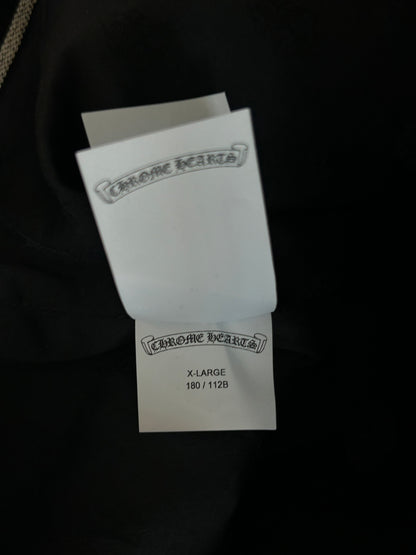 CHROME HEARTS
CHROME HEARTS
X-LARGE
180 / 112B